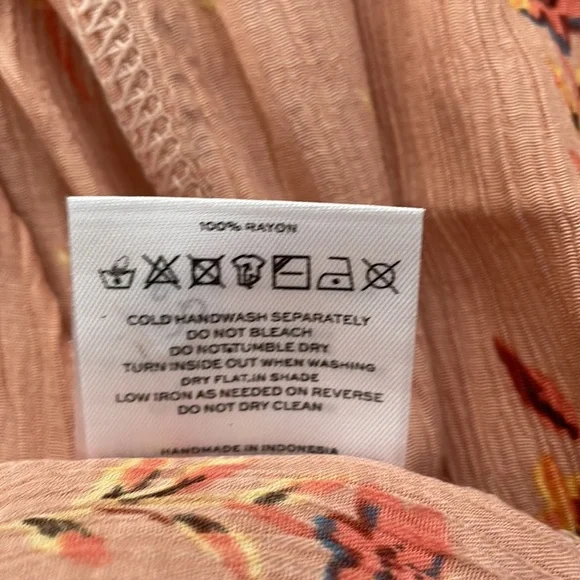 100% RAYON
COLD HANDWASH SEPARATELY
DO NOT BLEACH
DO NOT TUMBLE DRY
TURN INSIDE OUT WHEN WASHING
DRY FLAT,IN SHADE
LOW IRON AS NEEDED ON REVERSE
DO NOT DRY CLEAN
HANDMADE IN INDONESIA